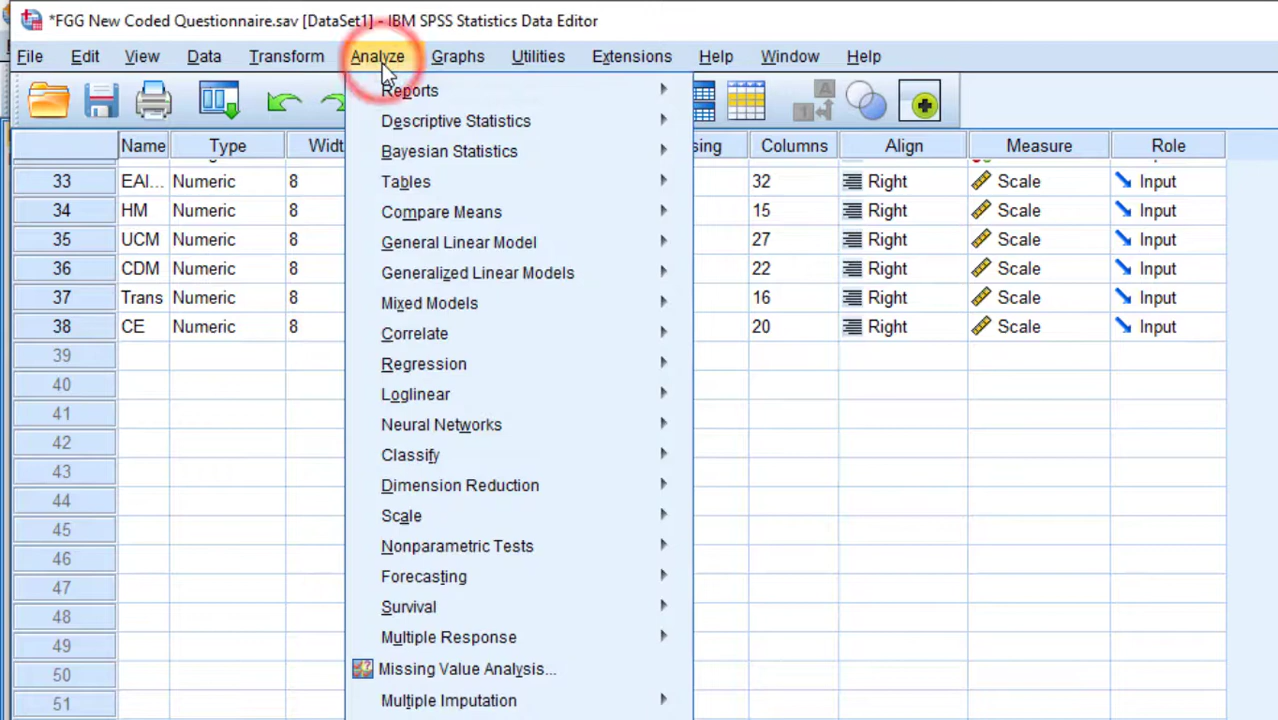 *FGG New Coded Questionnaire.sav [DataSet1] - IBM SPSS Statistics Data Editor
File Edit View Data Transform Analyze Graphs Utilities Extensions Help Window Help
Name Type Width sing Columns Align Measure Role
33 EAI... Numeric 8 32 Right Scale Input
34 HM Numeric 8 15 Right Scale Input
35 UCM Numeric 8 27 Right Scale Input
36 CDM Numeric 8 22 Right Scale Input
37 Trans Numeric 8 16 Right Scale Input
38 CE Numeric 8 20 Right Scale Input
39
40
41
42
43
44
45
46
47
48
49
50
51
Reports
Descriptive Statistics
Bayesian Statistics
Tables
Compare Means
General Linear Model
Generalized Linear Models
Mixed Models
Correlate
Regression
Loglinear
Neural Networks
Classify
Dimension Reduction
Scale
Nonparametric Tests
Forecasting
Survival
Multiple Response
Missing Value Analysis...
Multiple Imputation